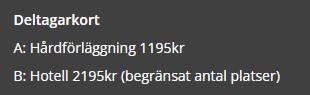 Deltagarkort
A: Hårdförläggning 1195kr
B: Hotell 2195kr (begränsat antal platser)